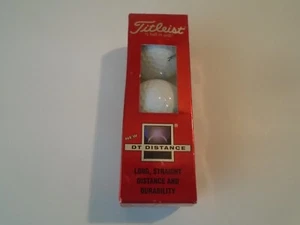 Titleist
DT DISTANCE
LONG, STRAIGHT
DISTANCE AND
DURABILITY